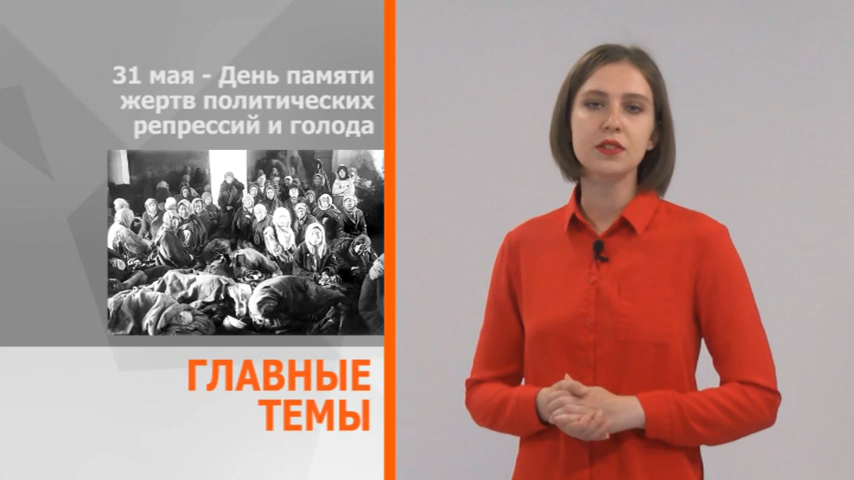 31 мая - День памяти
жертв политических
репрессий и голода
ГЛАВНЫЕ
ТЕМЫ